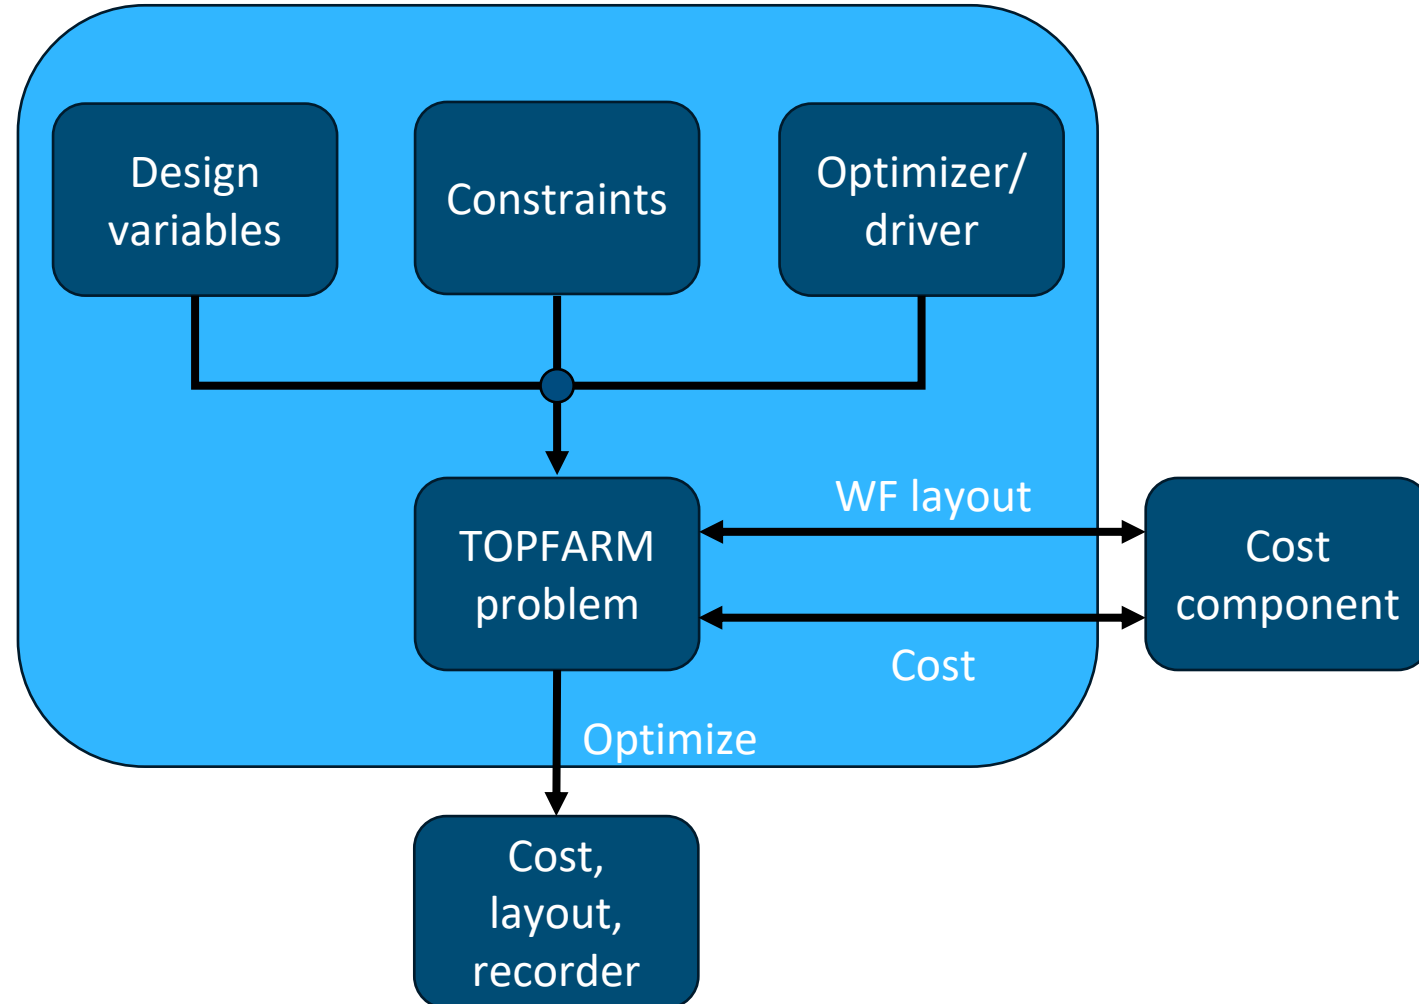 Design
variables
Constraints
Optimizer/
driver
TOPFARM
problem
WF layout
Cost
Cost
component
Optimize
Cost,
layout,
recorder